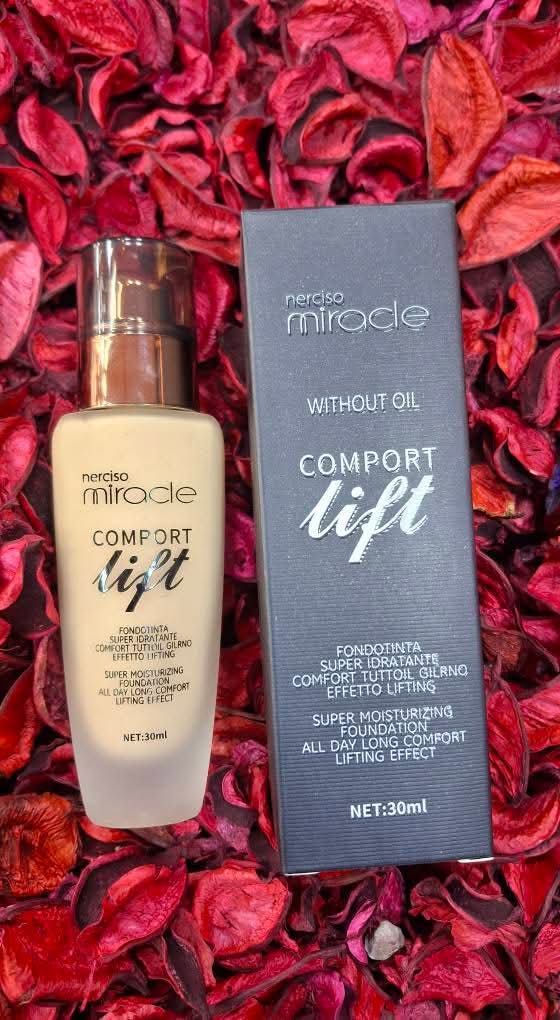 nerciso
miracle
COMPORT
lift
FONDOTINTA
SUPER IDRATANTE
COMFORT TUTTOIL GILRNO
EFFETTO LIFTING
SUPER MOISTURIZING
FOUNDATION
ALL DAY LONG COMFORT
LIFTING EFFECT
NET:30ml
nerciso
miracle
WITHOUT OIL
COMPORT
lift
FONDOTINTA
SUPER IDRATANTE
COMFORT TUTTOIL GILRNO
EFFETTO LIFTING
SUPER MOISTURIZING
FOUNDATION
ALL DAY LONG COMFORT
LIFTING EFFECT
NET:30ml